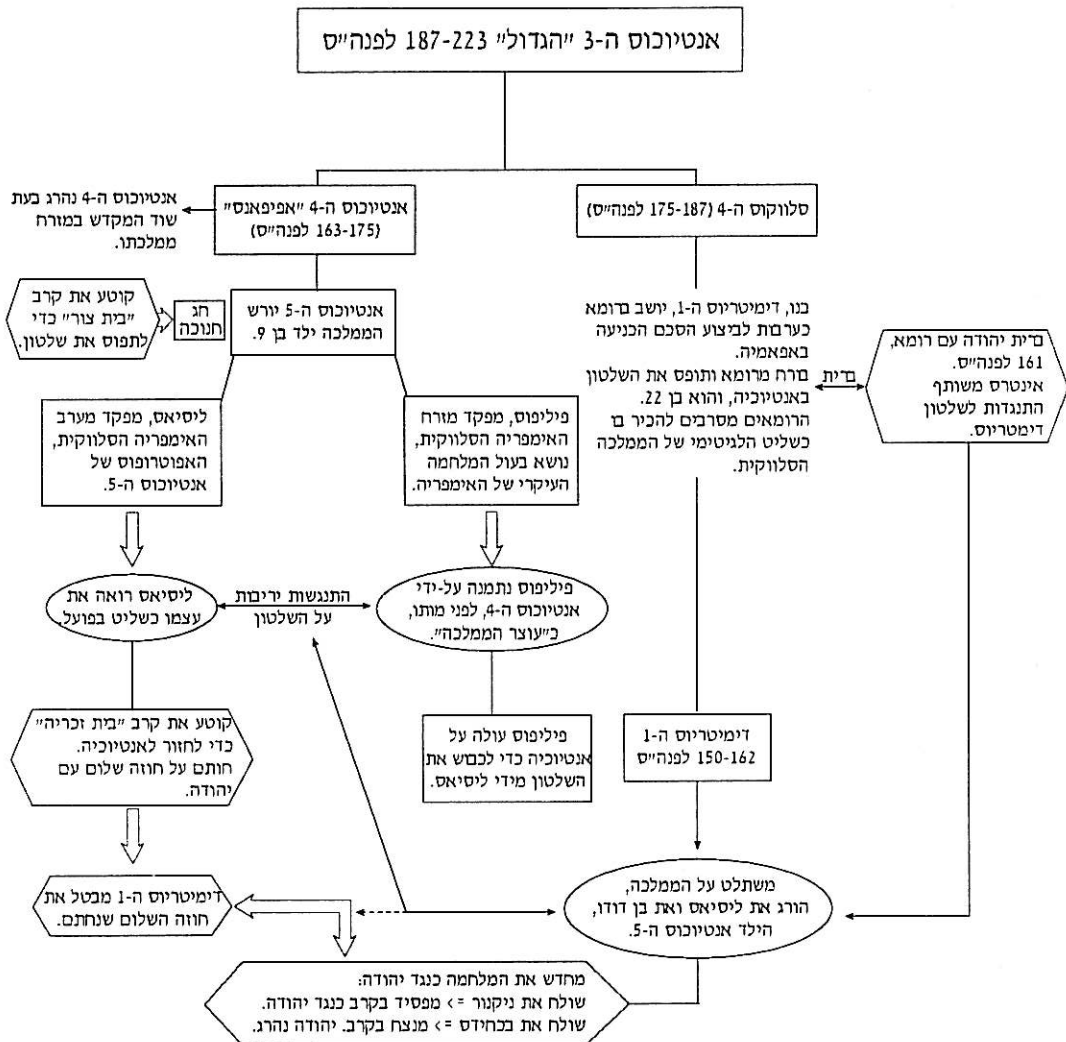 אנטיוכוס ה-3 "הגדול" 187-223 לפנה"ס
סלווקוס ה-4 (175-187 לפנה"ס)
אנטיוכוס ה-4 "אפיפאנס"
(163-175 לפנה"ס)
אנטיוכוס ה-4 נהרג בעת
שוד המקדש במזרח
ממלכתו.
בנו, דימיטריוס ה-1, יושב ברומא
כערבות לביצוע הסכם הכניעה
באפאמיה.
בורח מרומא ותופס את השלטון
באנטיוכיה, והוא בן 22.
הרומאים מסרבים להכיר בו
כשליט הלגיטימי של הממלכה
הסלווקית.
ברית
ברית יהודה עם רומא,
161 לפנה"ס.
אינטרס משותף
התנגדות לשלטון
דימטריוס.
אנטיוכוס ה-5 יורש
הממלכה ילד בן 9.
חג
חנוכה
קוטע את קרב
"בית צור" כדי
לתפוס את שלטון.
פיליפוס, מפקד מזרח
האימפריה הסלווקית,
נושא בעול המלחמה
העיקרי של האימפריה.
ליסיאס, מפקד מערב
האימפריה הסלווקית,
האפוטרופוס של
אנטיוכוס ה-5.
פיליפוס נתמנה על-ידי
אנטיוכוס ה-4, לפני מותו,
כ"עוצר הממלכה".
התנגשות יריבות
על השלטון
ליסיאס רואה את
עצמו כשליט בפועל.
דימיטריוס ה-1
150-162 לפנה"ס
פיליפוס עולה על
אנטיוכיה כדי לכבוש את
השלטון מידי ליסיאס.
קוטע את קרב "בית זכריה"
כדי לחזור לאנטיוכיה.
חותם על חוזה שלום עם
יהודה.
משתלט על הממלכה,
הורג את ליסיאס ואת בן דודו,
הילד אנטיוכוס ה-5.
דימיטריוס ה-1 מבטל את
חוזה השלום שנחתם.
מחדש את המלחמה כנגד יהודה:
שולח את ניקנור => מפסיד בקרב כנגד יהודה.
שולח את בכחידס => מנצח בקרב. יהודה נהרג.